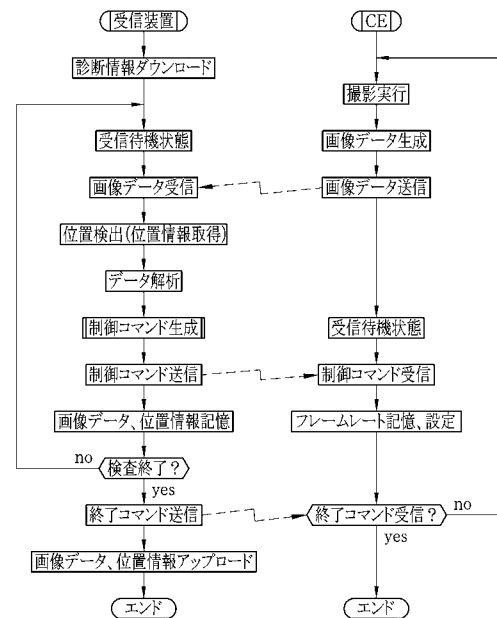 受信装置
診断情報ダウンロード
受信待機状態
画像データ受信
位置検出(位置情報取得)
データ解析
制御コマンド生成
制御コマンド送信
画像データ、位置情報記憶
no
検査終了?
yes
終了コマンド送信
画像データ、位置情報アップロード
エンド
CE
撮影実行
画像データ生成
画像データ送信
受信待機状態
制御コマンド受信
フレームレート記憶、設定
終了コマンド受信?
no
yes
エンド